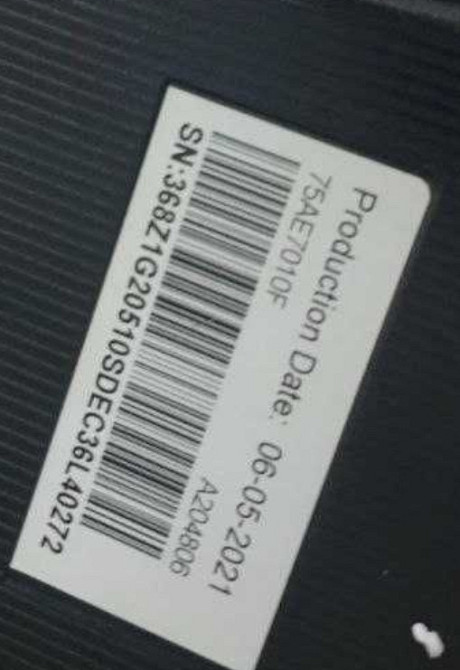 Production Date: 06-05-2021
75AE7010F A204806
SN:368Z1G20510SDEC36L40272